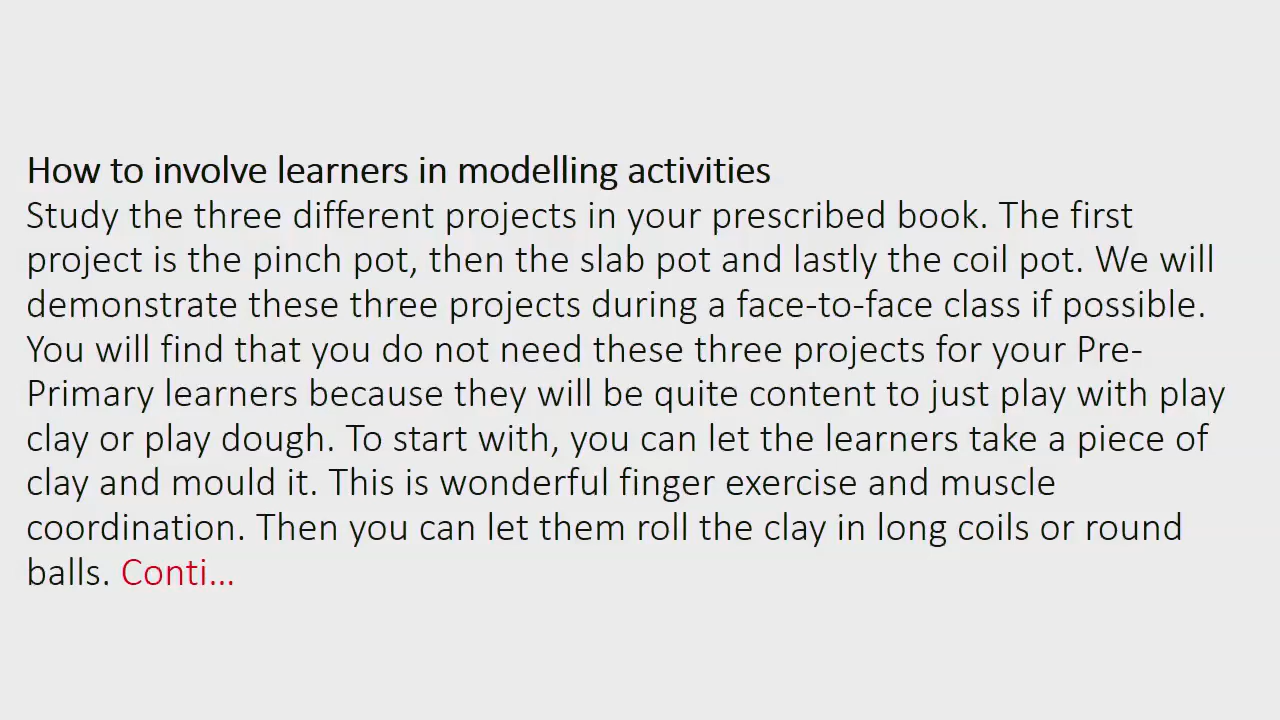 How to involve learners in modelling activities
Study the three different projects in your prescribed book. The first
project is the pinch pot, then the slab pot and lastly the coil pot. We will
demonstrate these three projects during a face-to-face class if possible.
You will find that you do not need these three projects for your Pre-
Primary learners because they will be quite content to just play with play
clay or play dough. To start with, you can let the learners take a piece of
clay and mould it. This is wonderful finger exercise and muscle
coordination. Then you can let them roll the clay in long coils or round
balls. Conti...